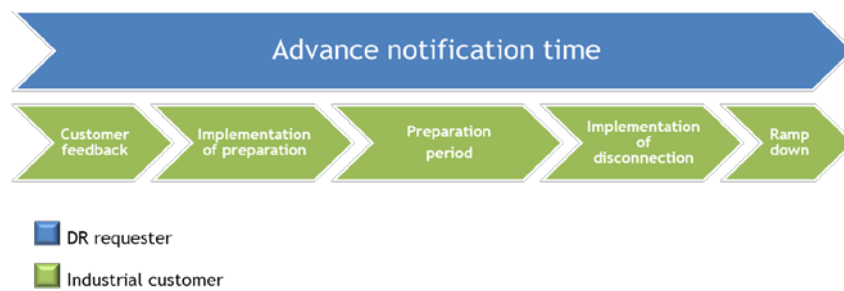 Advance notification time
Customer
feedback
Implementation
of preparation
Preparation
period
Implementation
of
disconnection
Ramp
down
DR requester
Industrial customer